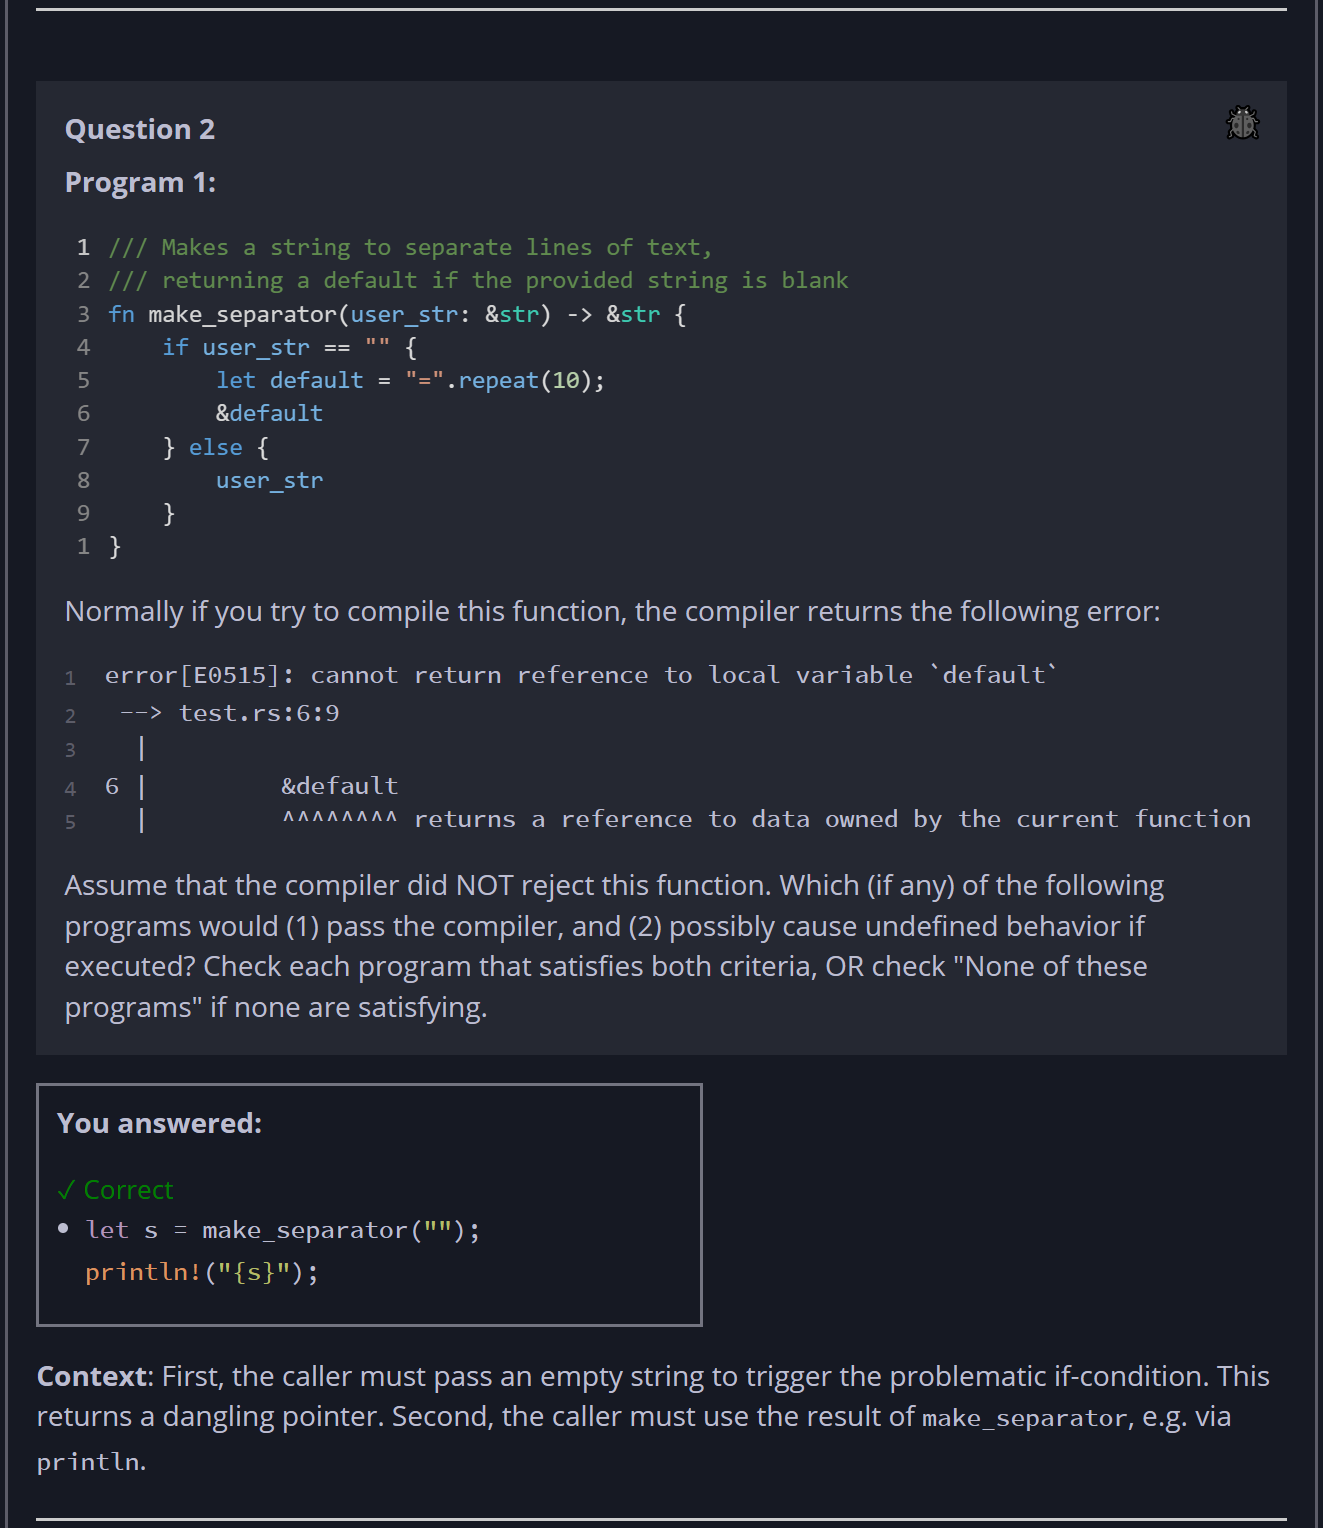 Question 2
Program 1:
1 /// Makes a string to separate lines of text,
2 /// returning a default if the provided string is blank
3 fn make_separator(user_str: &str) -> &str {
4     if user_str == "" {
5         let default = "=".repeat(10);
6         &default
7     } else {
8         user_str
9     }
1 }
Normally if you try to compile this function, the compiler returns the following error:
1 error[E0515]: cannot return reference to local variable `default`
2  --> test.rs:6:9
3   |
4 6 |         &default
5   |         ^^^^^^^^ returns a reference to data owned by the current function
Assume that the compiler did NOT reject this function. Which (if any) of the following
programs would (1) pass the compiler, and (2) possibly cause undefined behavior if
executed? Check each program that satisfies both criteria, OR check "None of these
programs" if none are satisfying.
You answered:
✓ Correct
• let s = make_separator("");
println!("{s}");
Context: First, the caller must pass an empty string to trigger the problematic if-condition. This
returns a dangling pointer. Second, the caller must use the result of make_separator, e.g. via
println.